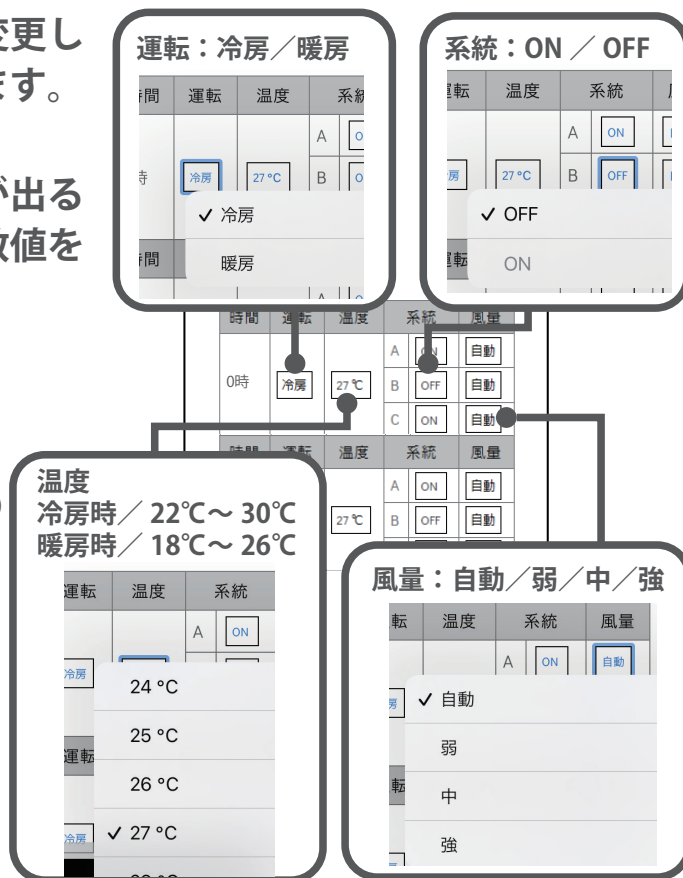 変更し
ます。
が出る
数値を
運転：冷房／暖房
間 運転 温度 系統
A
冷房 27 °C B
✓ 冷房
間
暖房
系統：ON ／ OFF
転 温度 系統
A ON
房 27 °C B OFF
✓ OFF
運転
ON
時間 運転 温度 系統 風量
A ON 自動
0時 冷房 27 ℃ B OFF 自動
C ON 自動
時間 運転 温度 系統 風量
A ON 自動
27 ℃ B OFF 自動
温度
冷房時／ 22℃～ 30℃
暖房時／ 18℃～ 26℃
運転 温度 系統
A ON
冷房
24 °C
25 °C
運転
26 °C
冷房 ✓ 27 °C
風量：自動／弱／中／強
転 温度 系統 風量
A ON 自動
房 ✓ 自動
弱
転
中
強